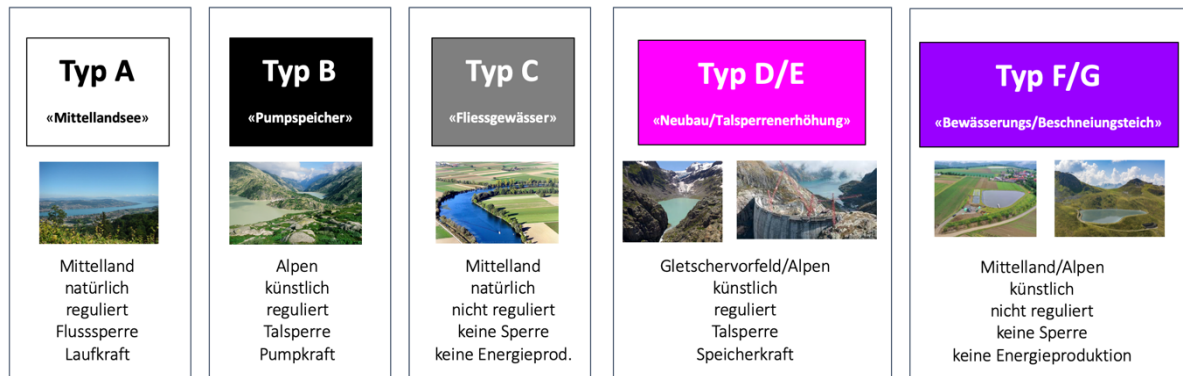 Typ A
«Mittellandsee»
Mittelland
natürlich
reguliert
Flusssperre
Laufkraft
Typ B
«Pumpspeicher»
Alpen
künstlich
reguliert
Talsperre
Pumpkraft
Typ C
«Fliessgewässer»
Mittelland
natürlich
nicht reguliert
keine Sperre
keine Energieprod.
Typ D/E
«Neubau/Talsperrenerhöhung»
Gletschervorfeld/Alpen
künstlich
reguliert
Talsperre
Speicherkraft
Typ F/G
«Bewässerungs/Beschneiungsteich»
Mittelland/Alpen
künstlich
nicht reguliert
keine Sperre
keine Energieproduktion